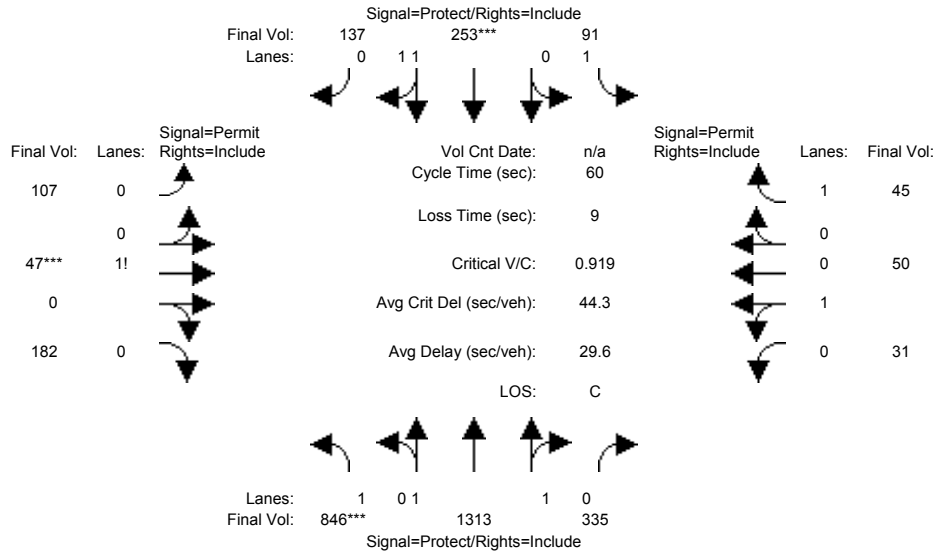 Signal=Protect/Rights=Include
Final Vol: 137 253*** 91
Lanes: 0 1 1 0 1
Signal=Permit Signal=Permit
Final Vol: Lanes: Rights=Include Vol Cnt Date: n/a Rights=Include Lanes: Final Vol:
Cycle Time (sec): 60
107 0 1 45
Loss Time (sec): 9
0 0
47*** 1! Critical V/C: 0.919 0 50
0 Avg Crit Del (sec/veh): 44.3 1
182 0 Avg Delay (sec/veh): 29.6 0 31
LOS: C
Lanes: 1 0 1 1 0
Final Vol: 846*** 1313 335
Signal=Protect/Rights=Include